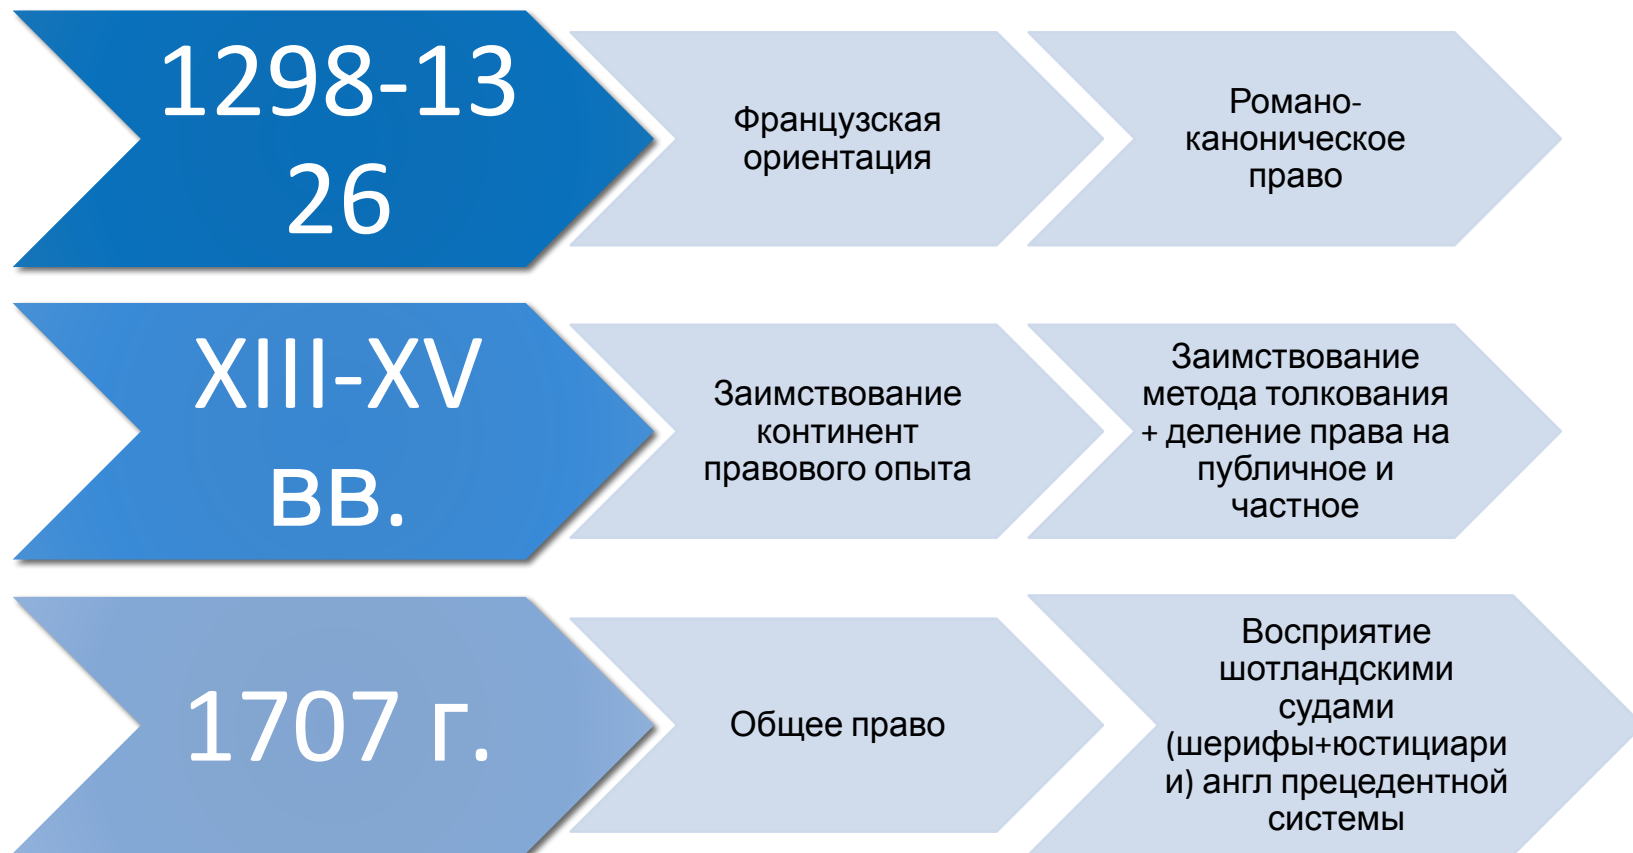 1298-13
26
Французская
ориентация
Романо-
каноническое
право
XIII-XV
вв.
Заимствование
континент
правового опыта
Заимствование
метода толкования
+ деление права на
публичное и
частное
1707 г.
Общее право
Восприятие
шотландскими
судами
(шерифы+юстициари
и) англ прецедентной
системы